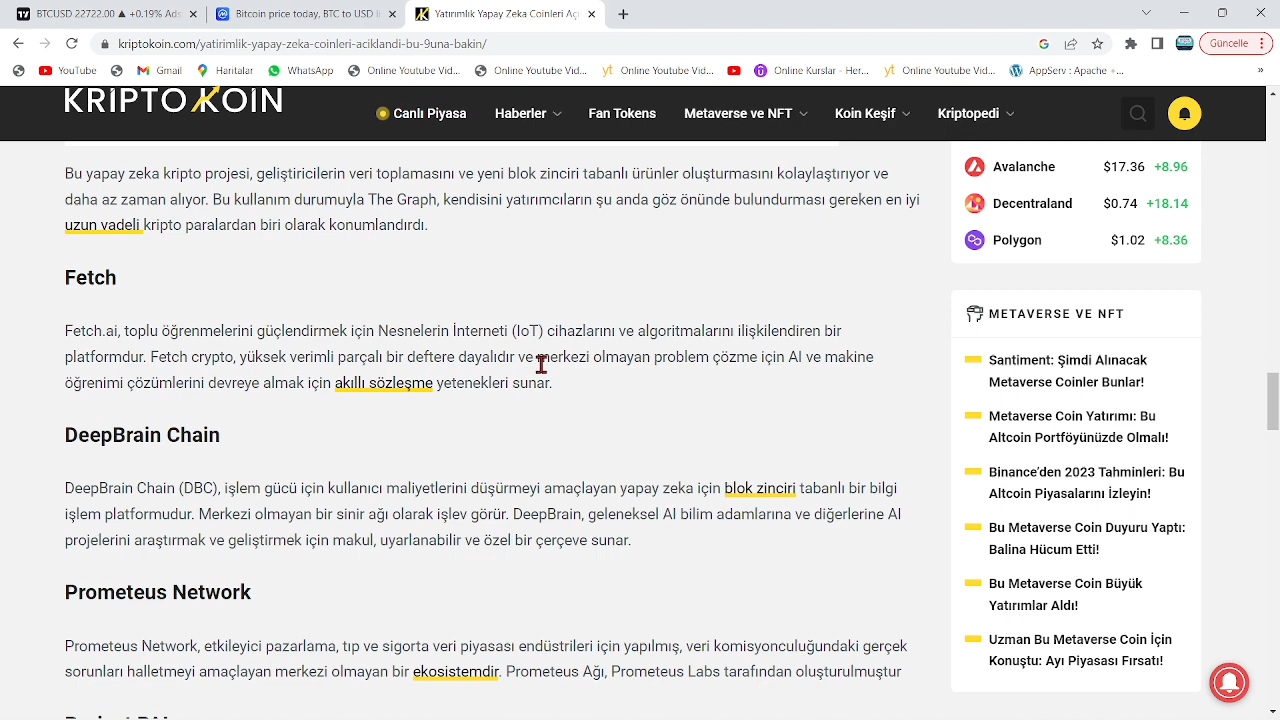 BTCUSD 22722.00 ▲ +0.19% Ads
Bitcoin price today, BTC to USD li
Yatırımlık Yapay Zeka Coinleri Açı
kriptokoin.com/yatirimlik-yapay-zeka-coinleri-aciklandi-bu-9una-bakin/
Güncelle
YouTube
Gmail
Haritalar
WhatsApp
Online Youtube Vid...
Online Youtube Vid...
Online Youtube Vid...
Online Kurslar - Her...
Online Youtube Vid...
AppServ : Apache +...
»
KRİPTOKOİN
Canlı Piyasa
Haberler
Fan Tokens
Metaverse ve NFT
Koin Keşif
Kriptopedi
Bu yapay zeka kripto projesi, geliştiricilerin veri toplamasını ve yeni blok zinciri tabanlı ürünler oluşturmasını kolaylaştırıyor ve
daha az zaman alıyor. Bu kullanım durumuyla The Graph, kendisini yatırımcıların şu anda göz önünde bulundurması gereken en iyi
uzun vadeli kripto paralardan biri olarak konumlandırdı.
Fetch
Fetch.ai, toplu öğrenmelerini güçlendirmek için Nesnelerin İnterneti (IoT) cihazlarını ve algoritmalarını ilişkilendiren bir
platformdur. Fetch crypto, yüksek verimli parçalı bir deftere dayalıdır ve merkezi olmayan problem çözme için AI ve makine
öğrenimi çözümlerini devreye almak için akıllı sözleşme yetenekleri sunar.
DeepBrain Chain
DeepBrain Chain (DBC), işlem gücü için kullanıcı maliyetlerini düşürmeyi amaçlayan yapay zeka için blok zinciri tabanlı bir bilgi
işlem platformudur. Merkezi olmayan bir sinir ağı olarak işlev görür. DeepBrain, geleneksel AI bilim adamlarına ve diğerlerine AI
projelerini araştırmak ve geliştirmek için makul, uyarlanabilir ve özel bir çerçeve sunar.
Prometeus Network
Prometeus Network, etkileyici pazarlama, tıp ve sigorta veri piyasası endüstrileri için yapılmış, veri komisyonculuğundaki gerçek
sorunları halletmeyi amaçlayan merkezi olmayan bir ekosistemdir. Prometeus Ağı, Prometeus Labs tarafından oluşturulmuştur
Avalanche $17.36 +8.96
Decentraland $0.74 +18.14
Polygon $1.02 +8.36
METAVERSE VE NFT
Santiment: Şimdi Alınacak
Metaverse Coinler Bunlar!
Metaverse Coin Yatırımı: Bu
Altcoin Portföyünüzde Olmalı!
Binance’den 2023 Tahminleri: Bu
Altcoin Piyasalarını İzleyin!
Bu Metaverse Coin Duyuru Yaptı:
Balina Hücum Etti!
Bu Metaverse Coin Büyük
Yatırımlar Aldı!
Uzman Bu Metaverse Coin İçin
Konuştu: Ayı Piyasası Fırsatı!